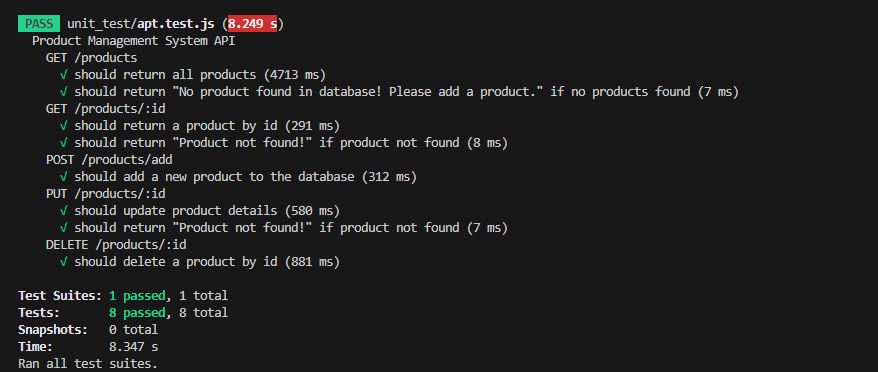 PASS unit_test/apt.test.js (8.249 s)
Product Management System API
GET /products
√ should return all products (4713 ms)
√ should return "No product found in database! Please add a product." if no products found (7 ms)
GET /products/:id
√ should return a product by id (291 ms)
√ should return "Product not found!" if product not found (8 ms)
POST /products/add
√ should add a new product to the database (312 ms)
PUT /products/:id
√ should update product details (580 ms)
√ should return "Product not found!" if product not found (7 ms)
DELETE /products/:id
√ should delete a product by id (881 ms)
Test Suites: 1 passed, 1 total
Tests: 8 passed, 8 total
Snapshots: 0 total
Time: 8.347 s
Ran all test suites.